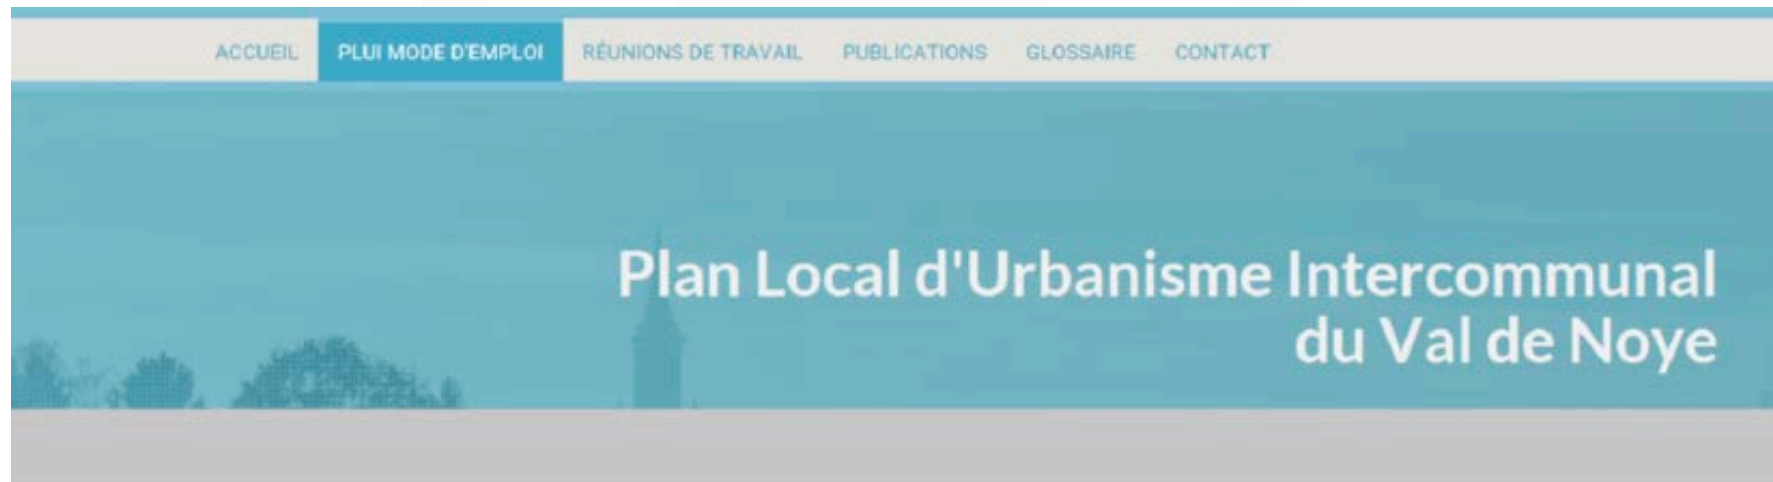 ACCUEIL PLUI MODE D'EMPLOI RÉUNIONS DE TRAVAIL PUBLICATIONS GLOSSAIRE CONTACT
Plan Local d'Urbanisme Intercommunal
du Val de Noye